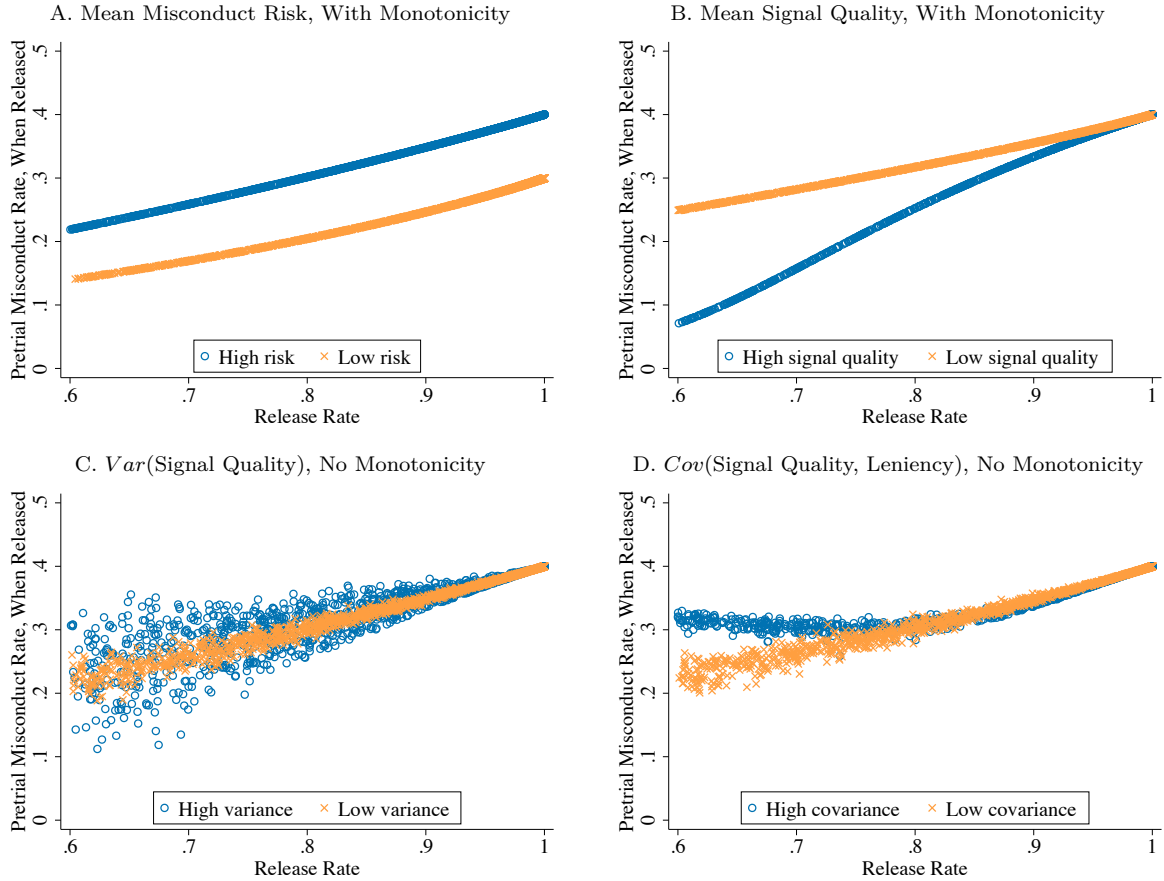 A. Mean Misconduct Risk, With Monotonicity
Pretrial Misconduct Rate, When Released
.5
.4
.3
.2
.1
0
High risk Low risk
.6 .7 .8 .9 1
Release Rate
B. Mean Signal Quality, With Monotonicity
Pretrial Misconduct Rate, When Released
.5
.4
.3
.2
.1
0
High signal quality Low signal quality
.6 .7 .8 .9 1
Release Rate
C. Var(Signal Quality), No Monotonicity
Pretrial Misconduct Rate, When Released
.5
.4
.3
.2
.1
0
High variance Low variance
.6 .7 .8 .9 1
Release Rate
D. Cov(Signal Quality, Leniency), No Monotonicity
Pretrial Misconduct Rate, When Released
.5
.4
.3
.2
.1
0
High covariance Low covariance
.6 .7 .8 .9 1
Release Rate